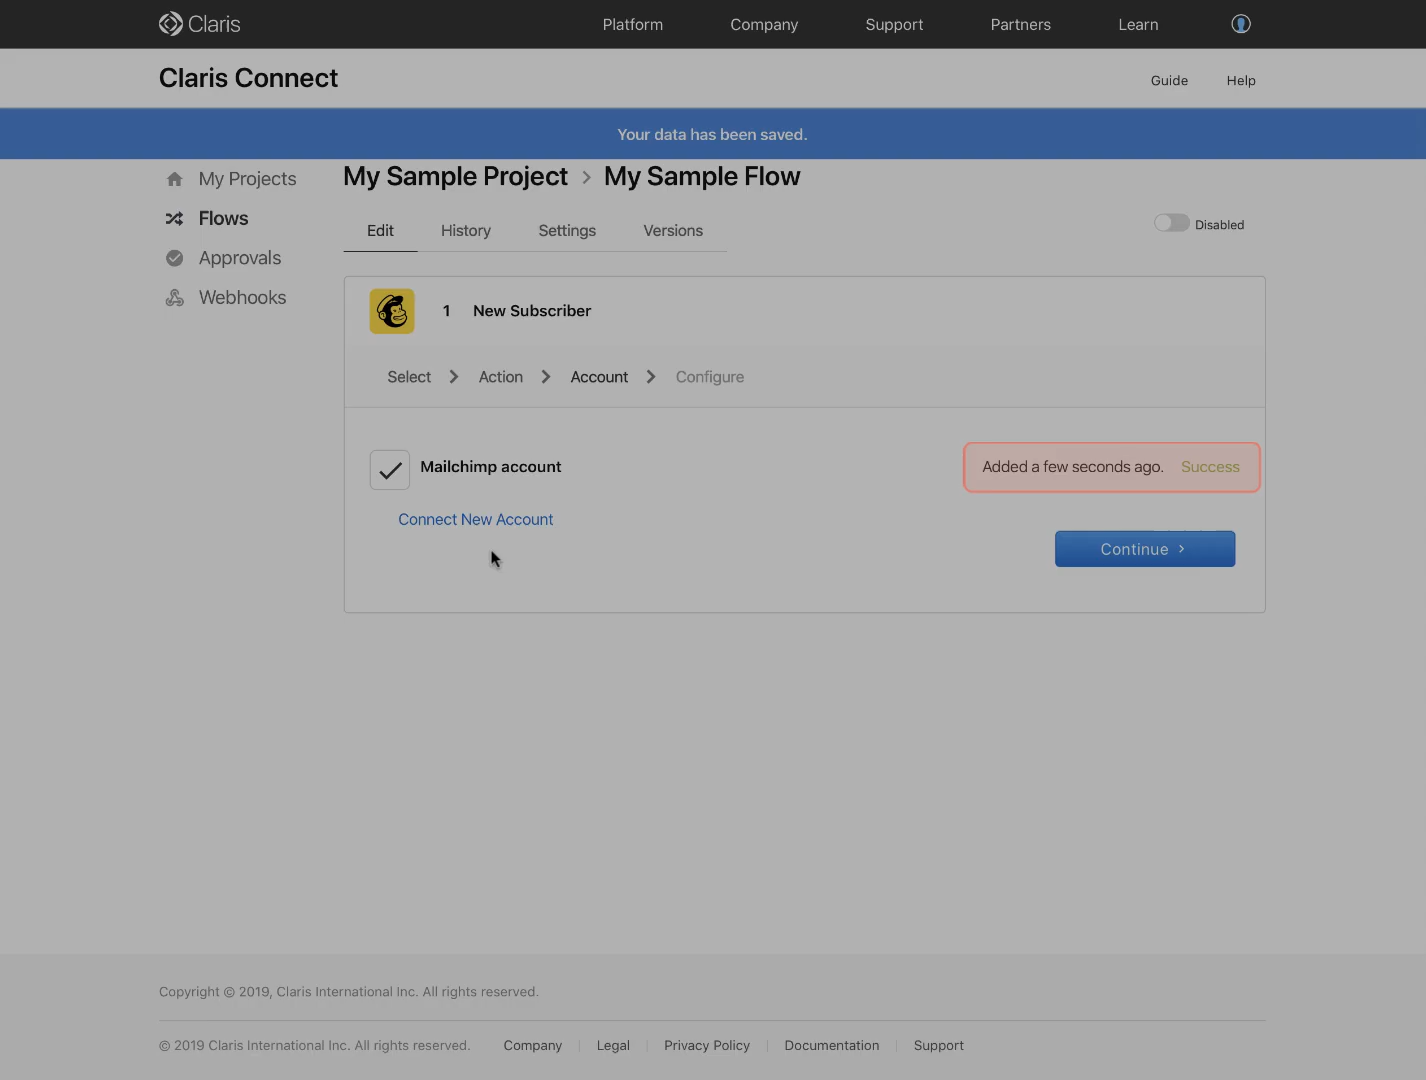 Claris
Platform Company Support Partners Learn
Claris Connect
Guide Help
Your data has been saved.
My Projects
Flows
Approvals
Webhooks
My Sample Project > My Sample Flow
Edit History Settings Versions
Disabled
1 New Subscriber
Select > Action > Account > Configure
Mailchimp account
Added a few seconds ago. Success
Connect New Account
Continue >
Copyright © 2019, Claris International Inc. All rights reserved.
© 2019 Claris International Inc. All rights reserved. Company | Legal | Privacy Policy | Documentation | Support